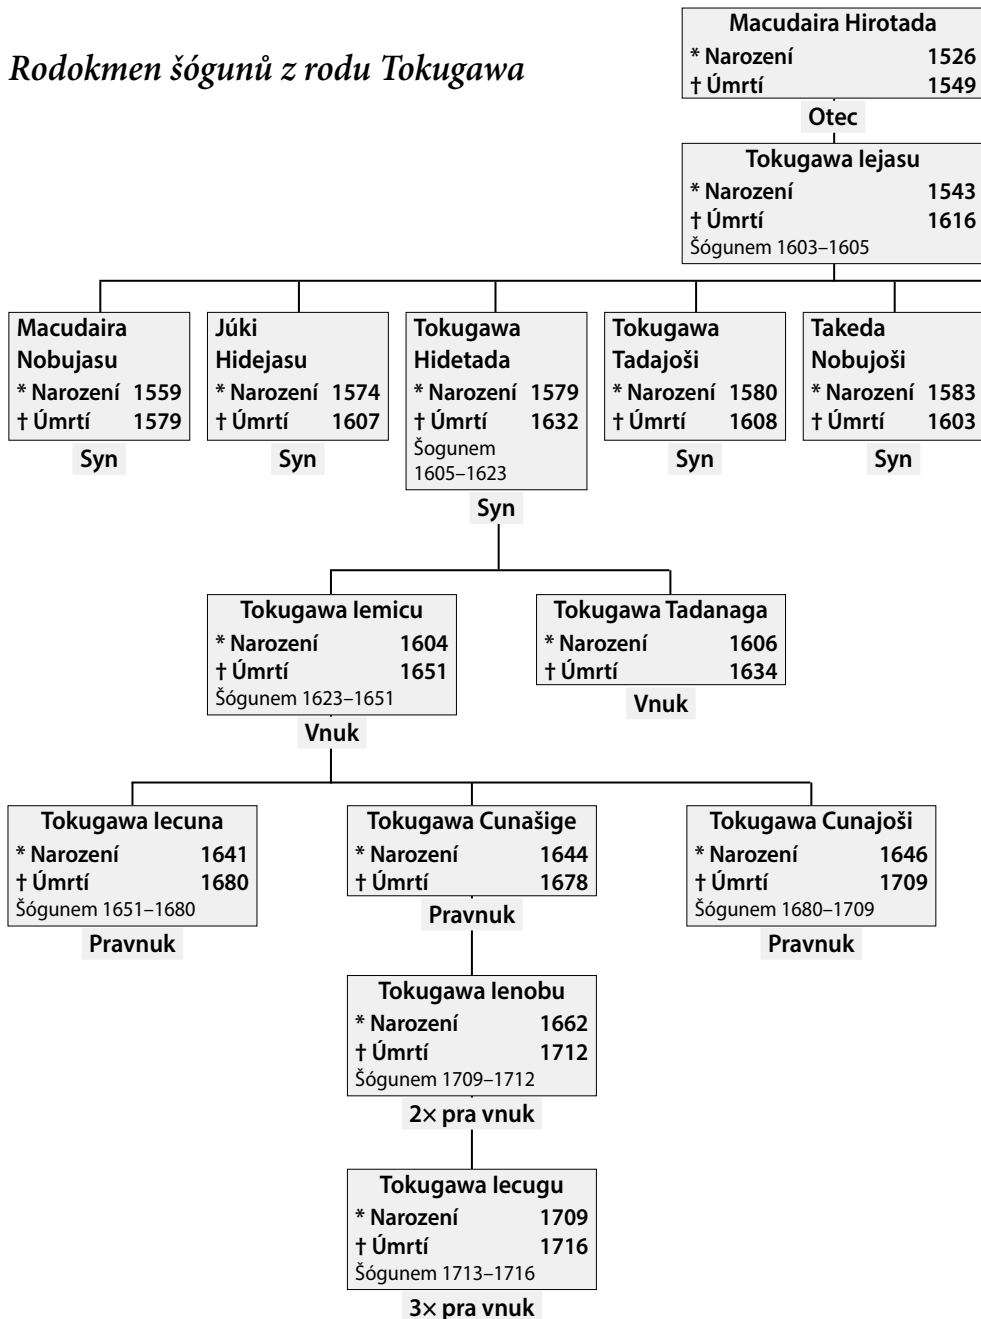 Rodokmen šógunů z rodu Tokugawa
Macudaira Hirotada
* Narození 1526
† Úmrtí 1549
Otec
Tokugawa Iejasu
* Narození 1543
† Úmrtí 1616
Šógunem 1603–1605
Macudaira
Nobujasu
* Narození 1559
† Úmrtí 1579
Syn
Júki
Hidejasu
* Narození 1574
† Úmrtí 1607
Syn
Tokugawa
Hidetada
* Narození 1579
† Úmrtí 1632
Šogunem
1605–1623
Syn
Tokugawa
Tadajoši
* Narození 1580
† Úmrtí 1608
Syn
Takeda
Nobujoši
* Narození 1583
† Úmrtí 1603
Syn
Tokugawa Iemicu
* Narození 1604
† Úmrtí 1651
Šógunem 1623–1651
Vnuk
Tokugawa Tadanaga
* Narození 1606
† Úmrtí 1634
Vnuk
Tokugawa Iecuna
* Narození 1641
† Úmrtí 1680
Šógunem 1651–1680
Pravnuk
Tokugawa Cunašige
* Narození 1644
† Úmrtí 1678
Pravnuk
Tokugawa Cunajoši
* Narození 1646
† Úmrtí 1709
Šógunem 1680–1709
Pravnuk
Tokugawa Ienobu
* Narození 1662
† Úmrtí 1712
Šógunem 1709–1712
2× pra vnuk
Tokugawa Iecugu
* Narození 1709
† Úmrtí 1716
Šógunem 1713–1716
3× pra vnuk